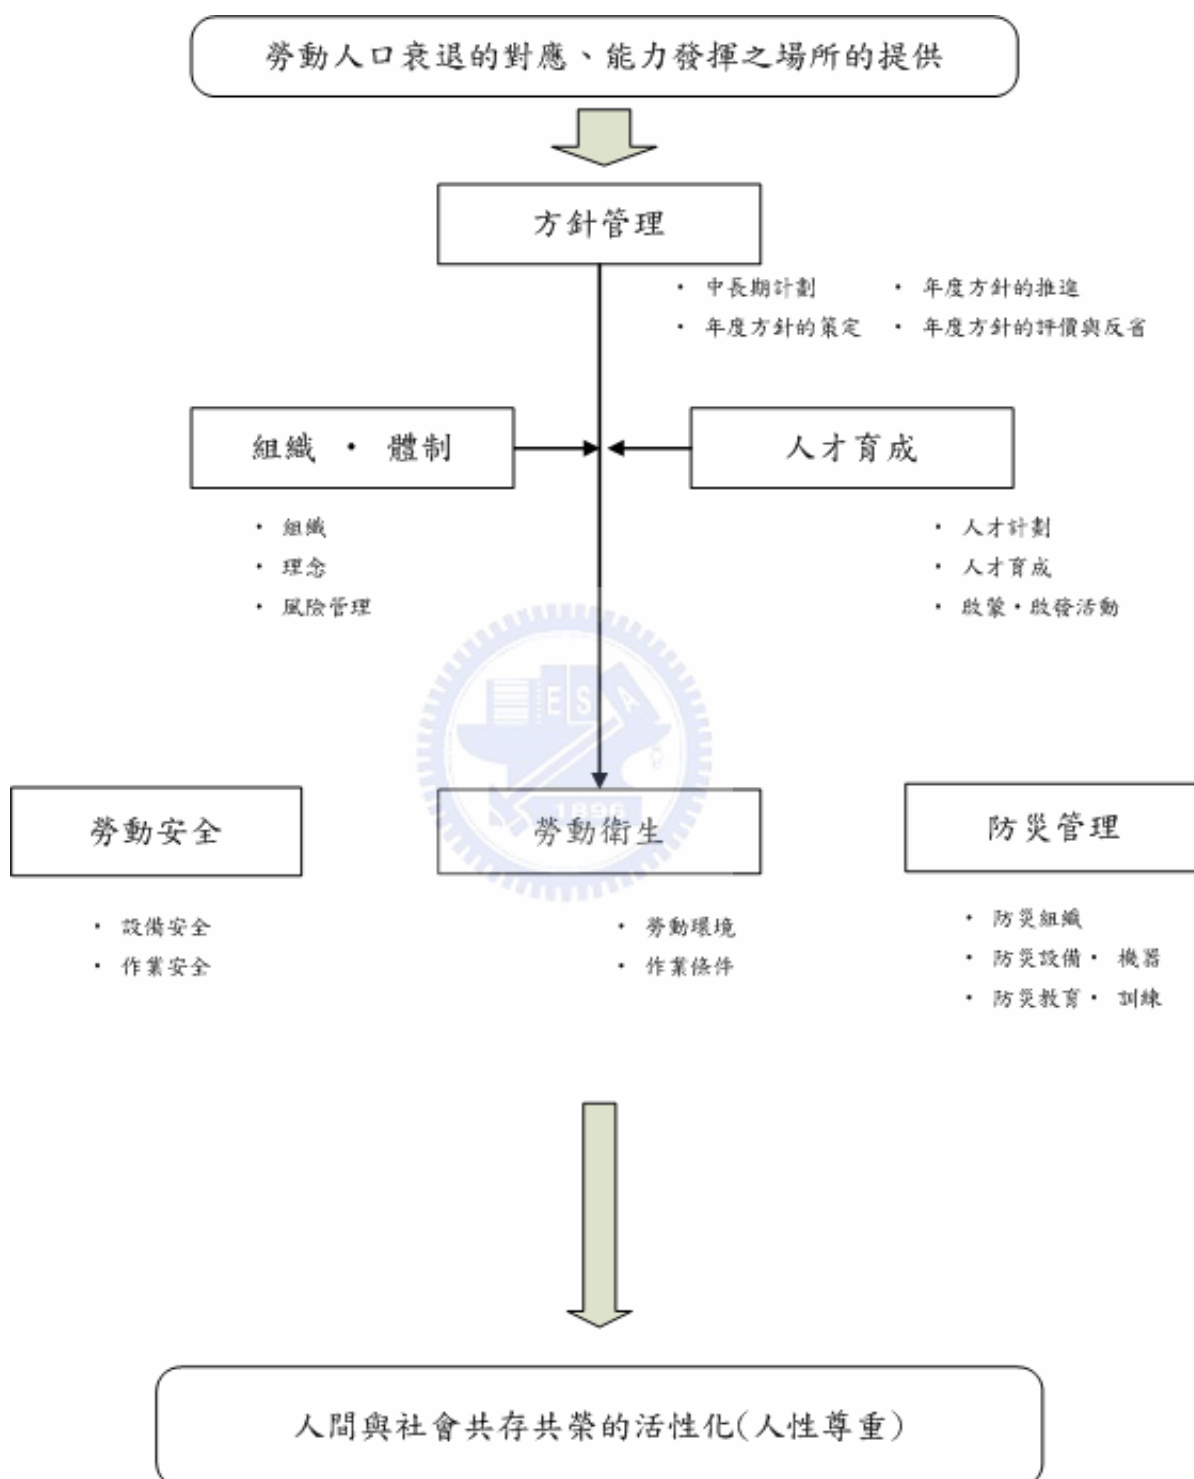 勞動人口衰退的對應、能力發揮之場所的提供
方針管理
· 中長期計劃 · 年度方針的推進
· 年度方針的策定 · 年度方針的評價與反省
組織 · 體制
人才育成
· 組織
· 理念
· 風險管理
· 人才計劃
· 人才育成
· 啟蒙·啟發活動
ESA
1896
勞動安全
勞動衛生
防災管理
· 設備安全
· 作業安全
· 勞動環境
· 作業條件
· 防災組織
· 防災設備· 機器
· 防災教育· 訓練
人間與社會共存共榮的活性化(人性尊重)